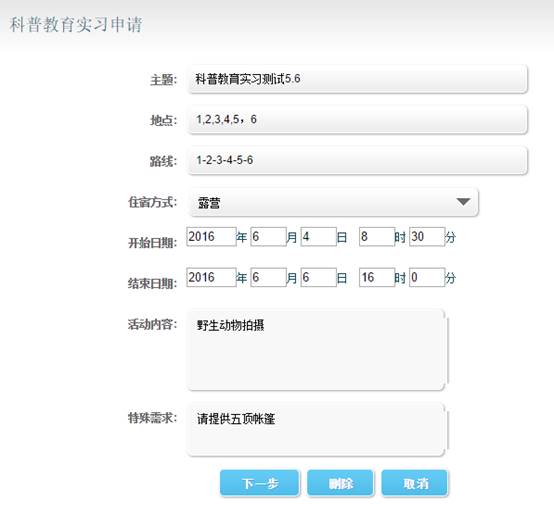 科普教育实习申请
主题： 科普教育实习测试5.6
地点： 1,2,3,4,5，6
路线： 1-2-3-4-5-6
住宿方式： 露营
开始日期： 2016 年 6 月 4 日 8 时 30 分
结束日期： 2016 年 6 月 6 日 16 时 0 分
活动内容： 野生动物拍摄
特殊需求： 请提供五顶帐篷
下一步 删除 取消